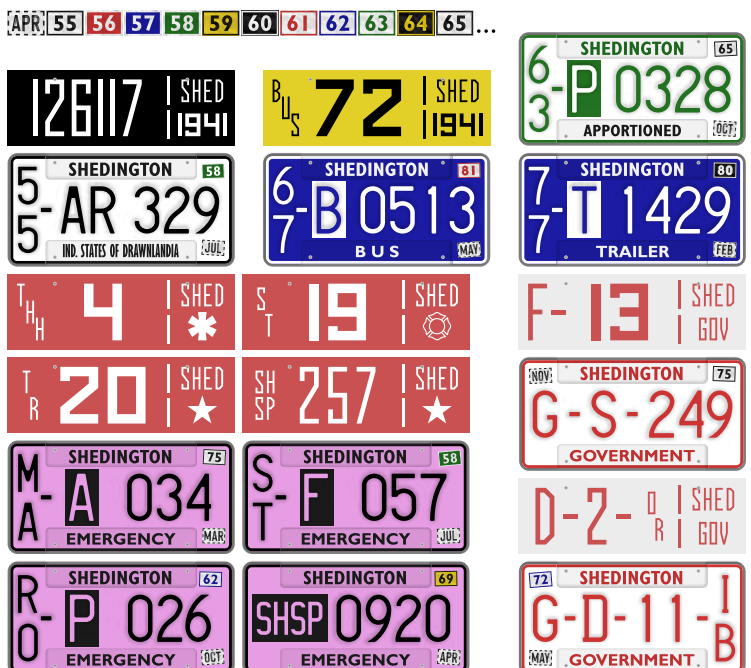 APR 55 56 57 58 59 60 61 62 63 64 65...
126117 SHED 1941
BUS 72 SHED 1941
SHEDINGTON 65
63-P 0328
APPORTIONED OCT
SHEDINGTON 58
55-AR 329
IND. STATES OF DRAWNLANDIA JUL
SHEDINGTON 81
67-B 0513
BUS MAY
SHEDINGTON 80
77-T 1429
TRAILER FEB
THH 4 SHED
ST 19 SHED
F-13 SHED GOV
TR 20 SHED
SHSP 257 SHED
NOV SHEDINGTON 75
G-S-249
GOVERNMENT
SHEDINGTON 75
MA-A 034
EMERGENCY MAR
SHEDINGTON 58
ST-F 057
EMERGENCY JUL
D-2-OR SHED GOV
SHEDINGTON 62
RO-P 026
EMERGENCY OCT
SHEDINGTON 69
SHSP 0920
EMERGENCY APR
72 SHEDINGTON
G-D-11-IB
MAY GOVERNMENT